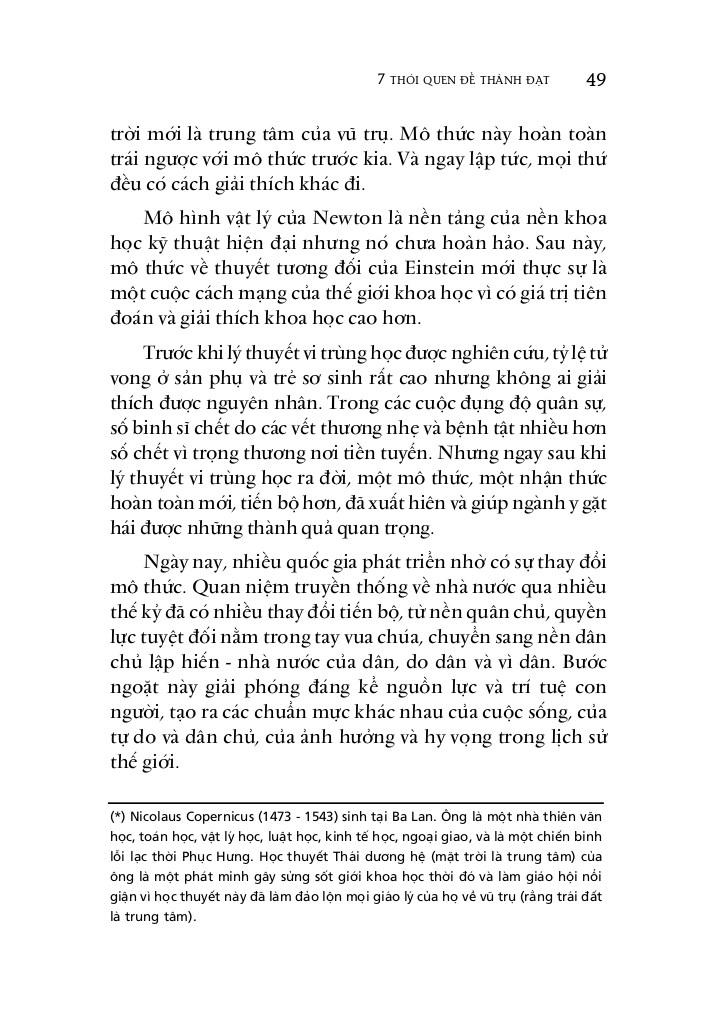 7 THÓI QUEN ĐỂ THÀNH ĐẠT 49
trời mới là trung tâm của vũ trụ. Mô thức này hoàn toàn
trái ngược với mô thức trước kia. Và ngay lập tức, mọi thứ
đều có cách giải thích khác đi.
Mô hình vật lý của Newton là nền tảng của nền khoa
học kỹ thuật hiện đại nhưng nó chưa hoàn hảo. Sau này,
mô thức về thuyết tương đối của Einstein mới thực sự là
một cuộc cách mạng của thế giới khoa học vì có giá trị tiên
đoán và giải thích khoa học cao hơn.
Trước khi lý thuyết vi trùng học được nghiên cứu, tỷ lệ tử
vong ở sản phụ và trẻ sơ sinh rất cao nhưng không ai giải
thích được nguyên nhân. Trong các cuộc đụng độ quân sự,
số binh sĩ chết do các vết thương nhẹ và bệnh tật nhiều hơn
số chết vì trọng thương nơi tiền tuyến. Nhưng ngay sau khi
lý thuyết vi trùng học ra đời, một mô thức, một nhận thức
hoàn toàn mới, tiến bộ hơn, đã xuất hiên và giúp ngành y gặt
hái được những thành quả quan trọng.
Ngày nay, nhiều quốc gia phát triển nhờ có sự thay đổi
mô thức. Quan niệm truyền thống về nhà nước qua nhiều
thế kỷ đã có nhiều thay đổi tiến bộ, từ nền quân chủ, quyền
lực tuyệt đối nằm trong tay vua chúa, chuyển sang nền dân
chủ lập hiến - nhà nước của dân, do dân và vì dân. Bước
ngoặt này giải phóng đáng kể nguồn lực và trí tuệ con
người, tạo ra các chuẩn mực khác nhau của cuộc sống, của
tự do và dân chủ, của ảnh hưởng và hy vọng trong lịch sử
thế giới.
(*) Nicolaus Copernicus (1473 - 1543) sinh tại Ba Lan. Ông là một nhà thiên văn
học, toán học, vật lý học, luật học, kinh tế học, ngoại giao, và là một chiến binh
lỗi lạc thời Phục Hưng. Học thuyết Thái dương hệ (mặt trời là trung tâm) của
ông là một phát minh gây sửng sốt giới khoa học thời đó và làm giáo hội nổi
giận vì học thuyết này đã làm đảo lộn mọi giáo lý của họ về vũ trụ (rằng trái đất
là trung tâm).